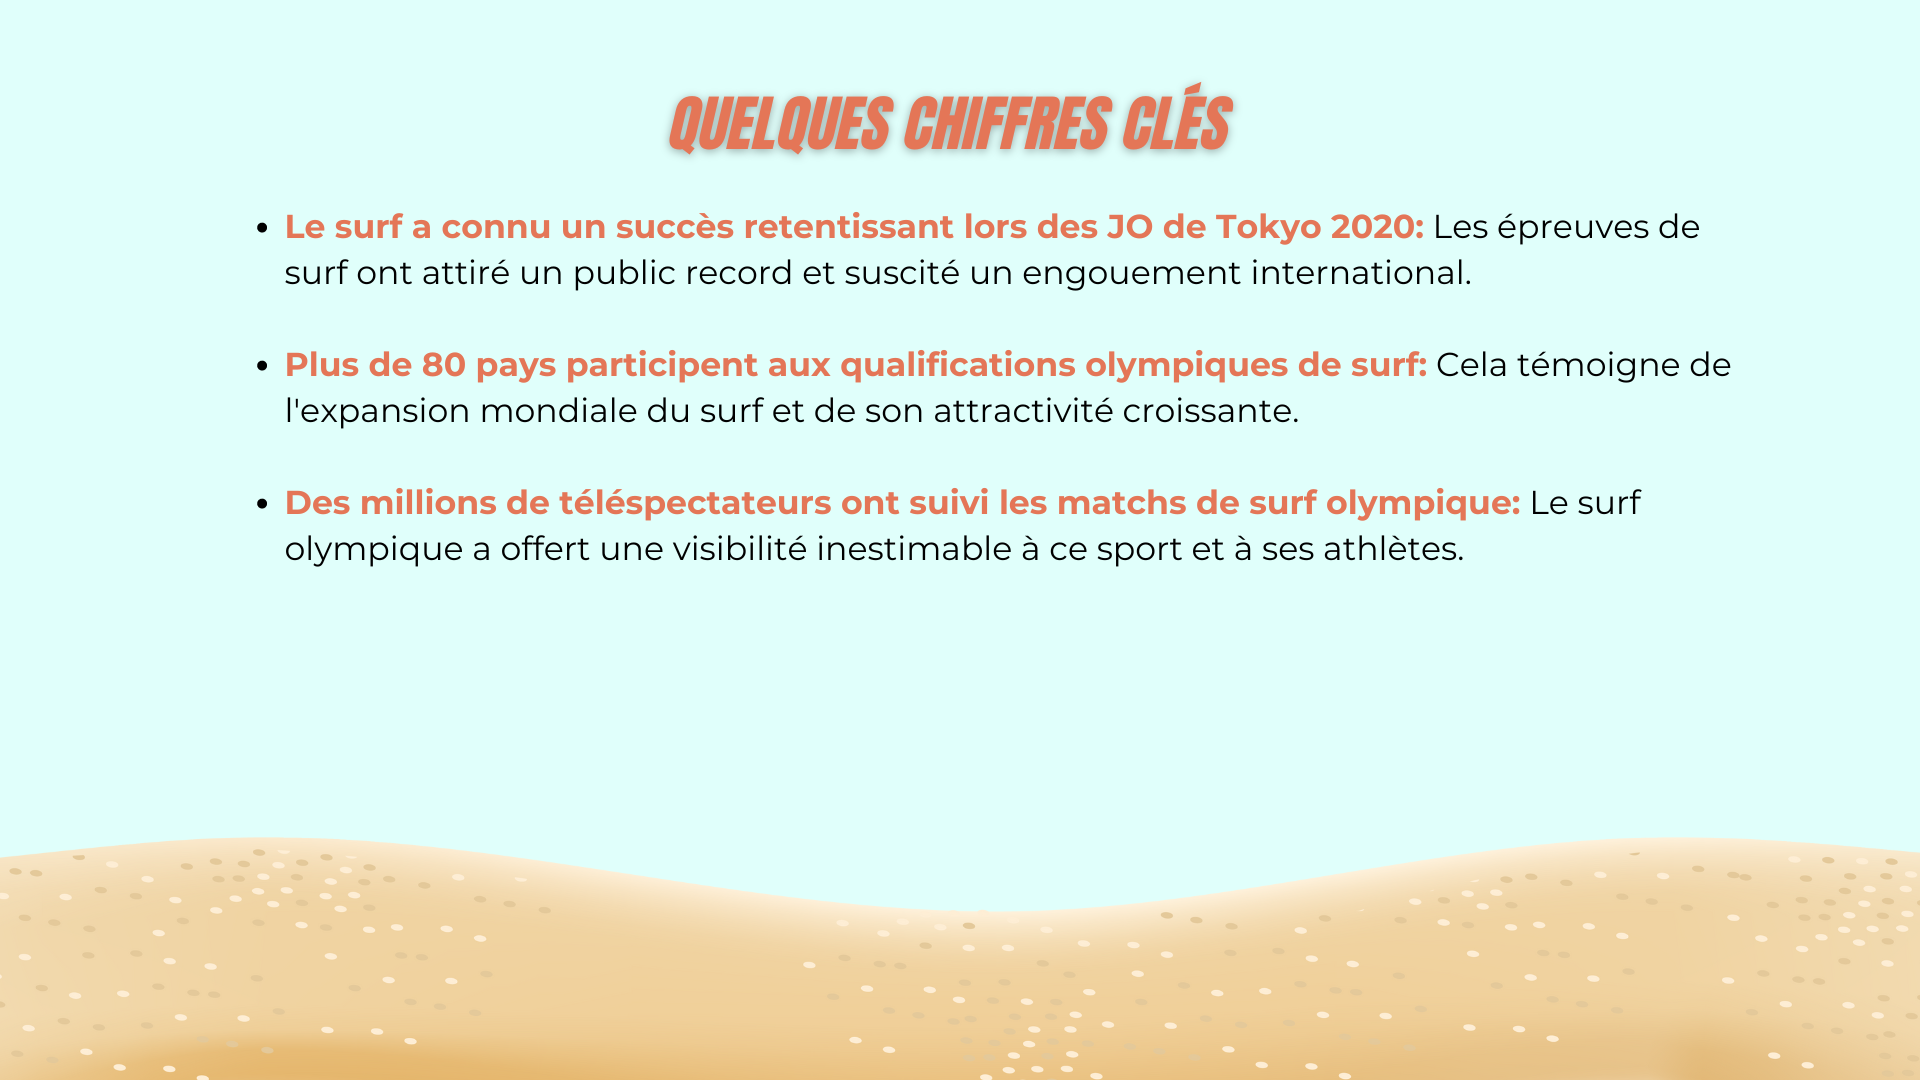 QUELQUES CHIFFRES CLÉS
• Le surf a connu un succès retentissant lors des JO de Tokyo 2020: Les épreuves de
surf ont attiré un public record et suscité un engouement international.
• Plus de 80 pays participent aux qualifications olympiques de surf: Cela témoigne de
l'expansion mondiale du surf et de son attractivité croissante.
• Des millions de téléspectateurs ont suivi les matchs de surf olympique: Le surf
olympique a offert une visibilité inestimable à ce sport et à ses athlètes.